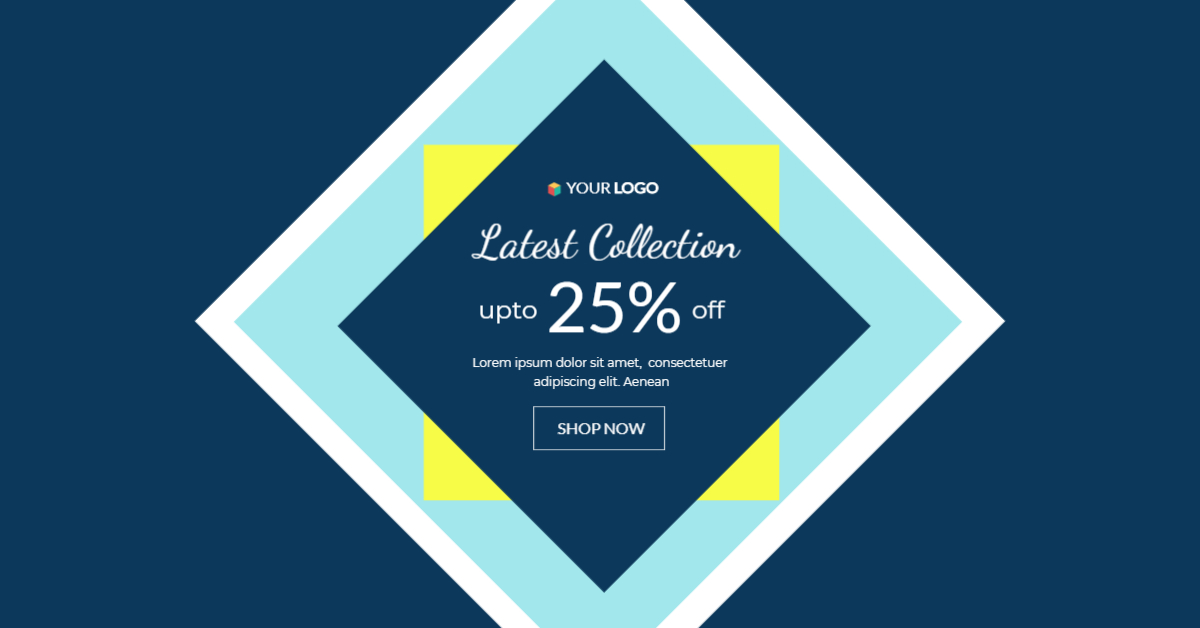 YOUR LOGO
Latest Collection
upto 25% off
Lorem ipsum dolor sit amet, consectetuer
adipiscing elit. Aenean
SHOP NOW